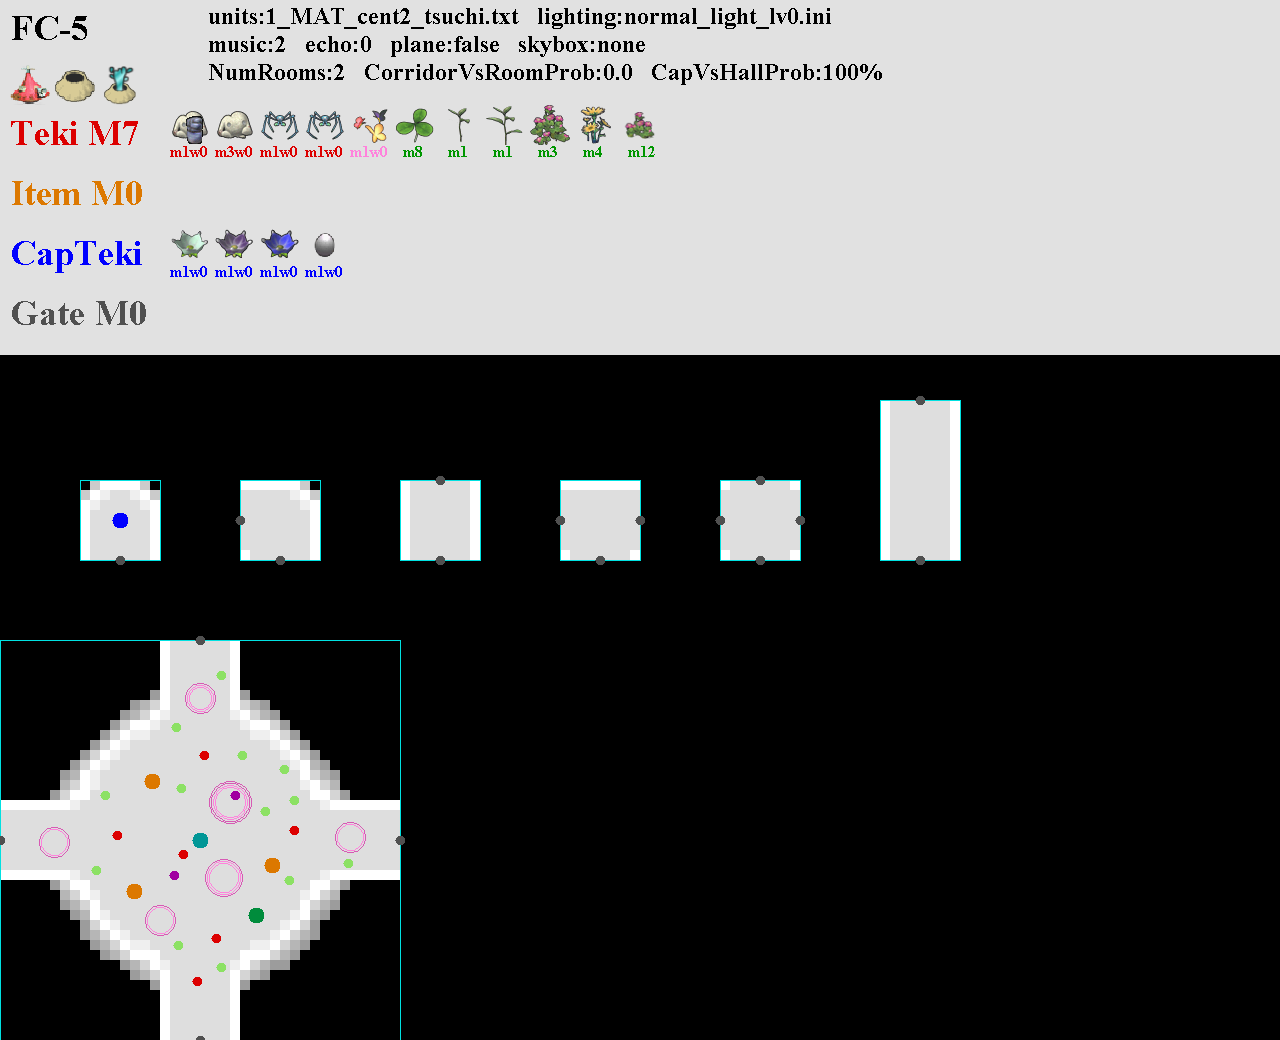 FC-5
units:1_MAT_cent2_tsuchi.txt lighting:normal_light_lv0.ini
music:2 echo:0 plane:false skybox:none
NumRooms:2 CorridorVsRoomProb:0.0 CapVsHallProb:100%
Teki M7
m1w0 m3w0 m1w0 m1w0 m1w0 m8 m1 m1 m3 m4 m12
Item M0
CapTeki
m1w0 m1w0 m1w0 m1w0
Gate M0